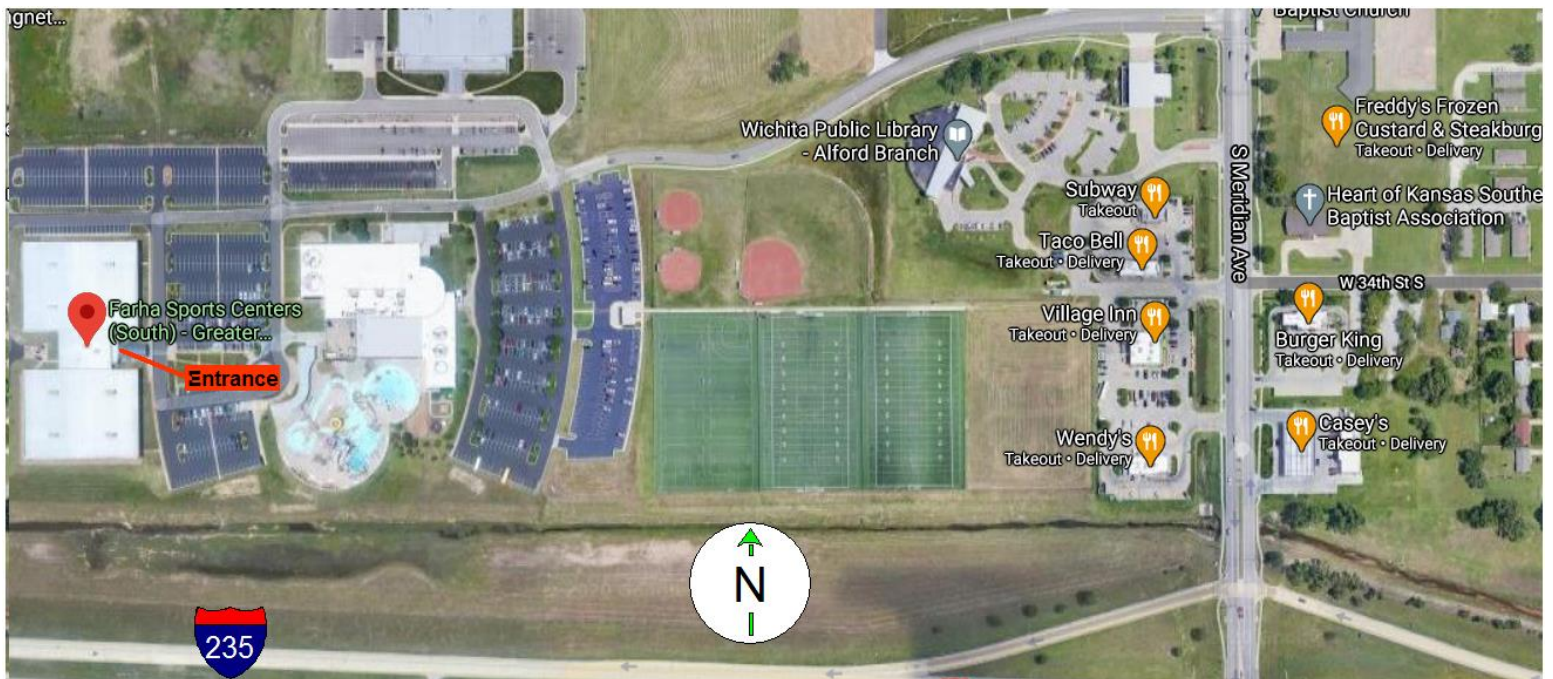 gnet...
Baptist Church
Freddy's Frozen
Custard & Steakburg
Takeout • Delivery
Wichita Public Library
- Alford Branch
S Meridian Ave
Subway
Takeout
Heart of Kansas Southe
Baptist Association
Taco Bell
Takeout • Delivery
W 34th St S
Farha Sports Centers
(South) - Greater...
Village Inn
Takeout • Delivery
Burger King
Takeout • Delivery
Entrance
Casey's
Takeout • Delivery
Wendy's
Takeout • Delivery
N
235